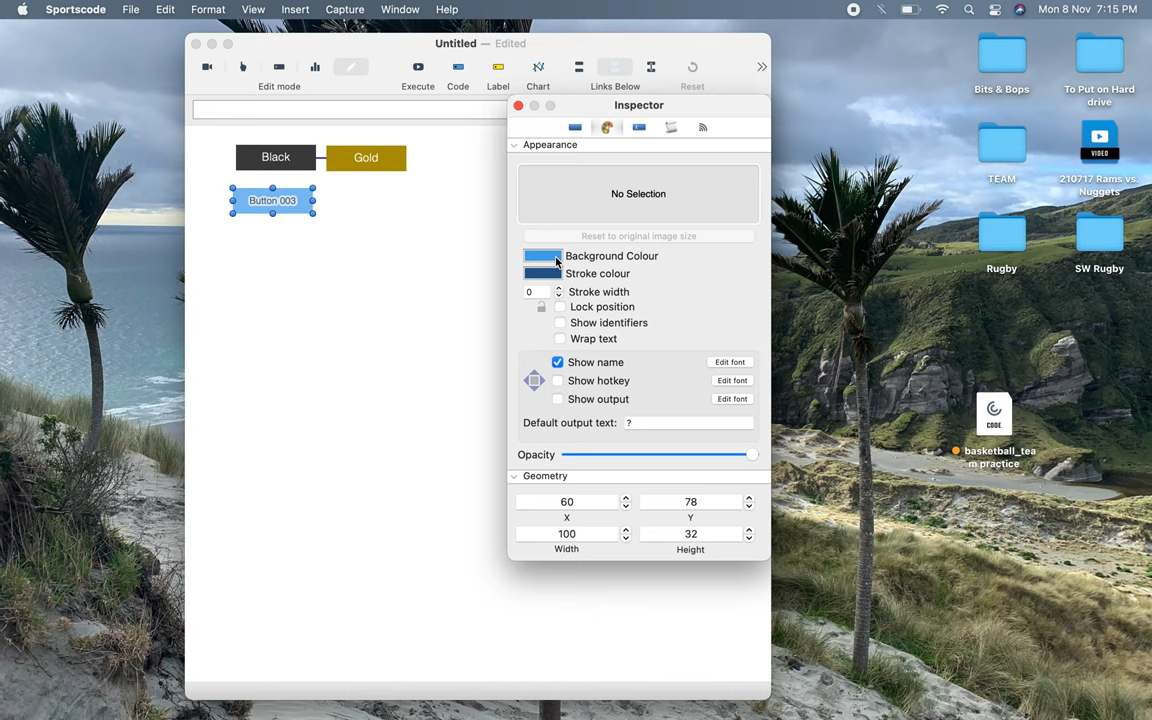 Sportscode File Edit Format View Insert Capture Window Help Mon 8 Nov 7:15 PM
Untitled — Edited
Edit mode Execute Code Label Chart Links Below Reset
Inspector
Appearance
Black Gold
Button 003
No Selection
Reset to original image size
Background Colour
Stroke colour
0 Stroke width
Lock position
Show identifiers
Wrap text
Show name Edit font
Show hotkey Edit font
Show output Edit font
Default output text: ?
Opacity
Geometry
60 78
X Y
100 32
Width Height
Bits & Bops
To Put on Hard
drive
TEAM
VIDEO
210717 Rams vs.
Nuggets
Rugby
SW Rugby
CODE
basketball_tea
m practice